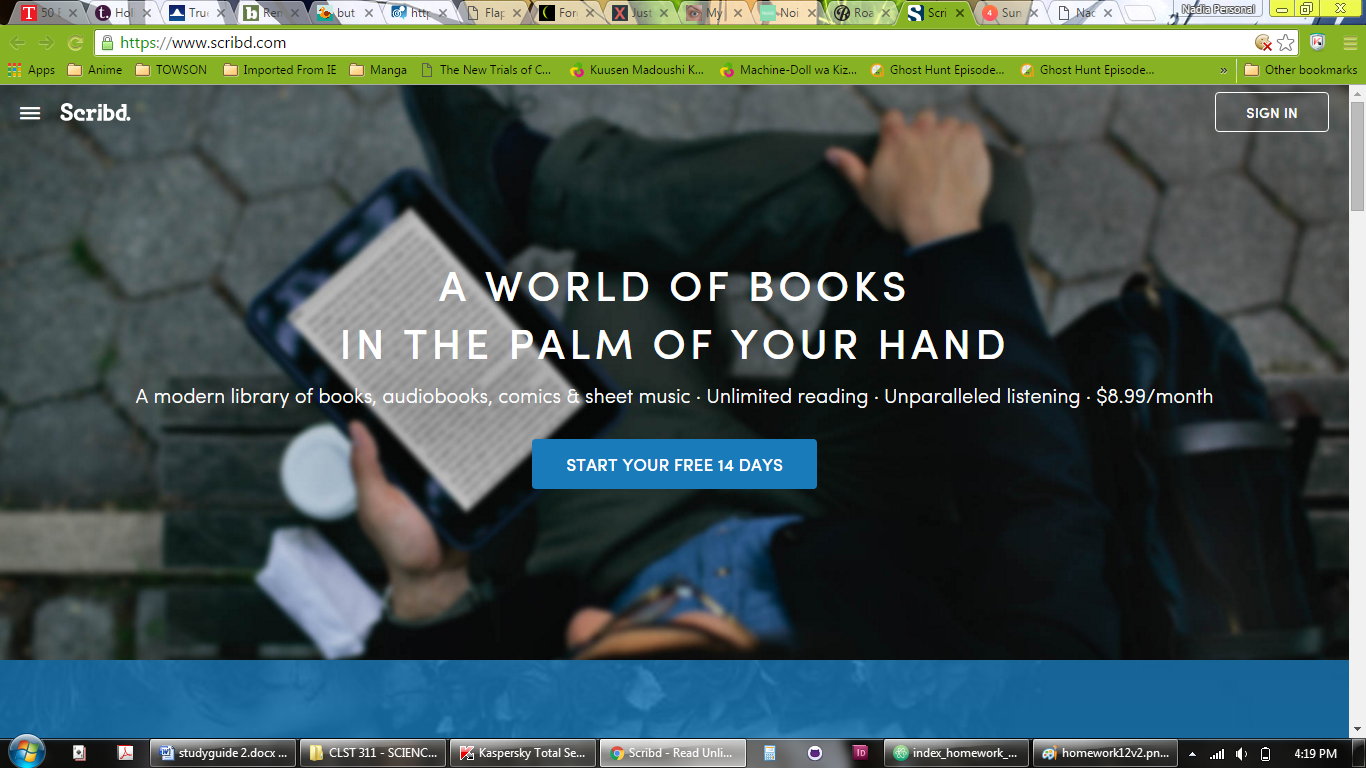 50
Hol
Tru
Ren
but
http
Flap
For
Just
My
Noi
Roa
Scri
Sun
Nac
Nadia Personal
https://www.scribd.com
Apps
Anime
TOWSON
Imported From IE
Manga
The New Trials of C...
Kuusen Madoushi K...
Machine-Doll wa Kiz...
Ghost Hunt Episode...
Ghost Hunt Episode...
»
Other bookmarks
Scribd.
SIGN IN
A WORLD OF BOOKS
IN THE PALM OF YOUR HAND
A modern library of books, audiobooks, comics & sheet music · Unlimited reading · Unparalleled listening · $8.99/month
START YOUR FREE 14 DAYS
studyguide 2.docx ...
CLST 311 - SCIENC...
Kaspersky Total Se...
Scribd - Read Unli...
index_homework_...
homework12v2.pn...
4:19 PM